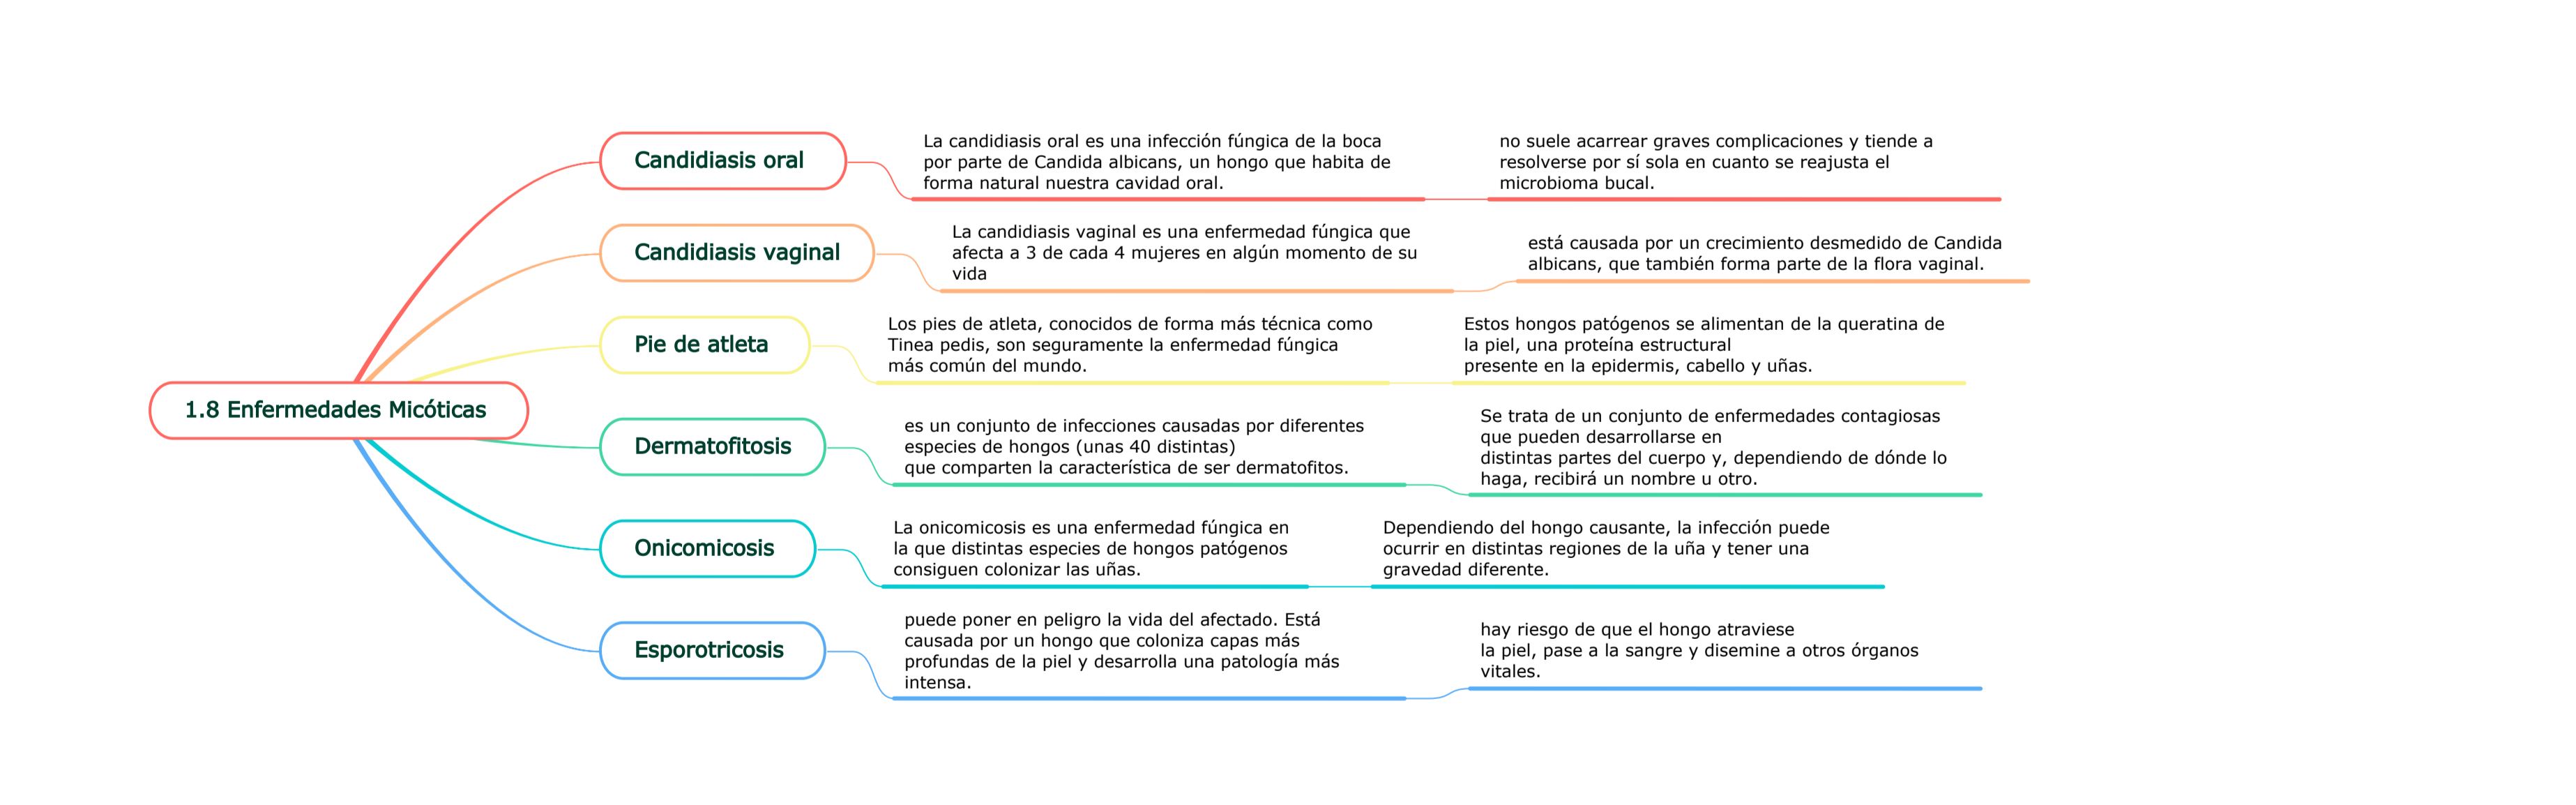 1.8 Enfermedades Micóticas
Candidiasis oral
La candidiasis oral es una infección fúngica de la boca
por parte de Candida albicans, un hongo que habita de
forma natural nuestra cavidad oral.
no suele acarrear graves complicaciones y tiende a
resolverse por sí sola en cuanto se reajusta el
microbioma bucal.
Candidiasis vaginal
La candidiasis vaginal es una enfermedad fúngica que
afecta a 3 de cada 4 mujeres en algún momento de su
vida
está causada por un crecimiento desmedido de Candida
albicans, que también forma parte de la flora vaginal.
Pie de atleta
Los pies de atleta, conocidos de forma más técnica como
Tinea pedis, son seguramente la enfermedad fúngica
más común del mundo.
Estos hongos patógenos se alimentan de la queratina de
la piel, una proteína estructural
presente en la epidermis, cabello y uñas.
Dermatofitosis
es un conjunto de infecciones causadas por diferentes
especies de hongos (unas 40 distintas)
que comparten la característica de ser dermatofitos.
Se trata de un conjunto de enfermedades contagiosas
que pueden desarrollarse en
distintas partes del cuerpo y, dependiendo de dónde lo
haga, recibirá un nombre u otro.
Onicomicosis
La onicomicosis es una enfermedad fúngica en
la que distintas especies de hongos patógenos
consiguen colonizar las uñas.
Dependiendo del hongo causante, la infección puede
ocurrir en distintas regiones de la uña y tener una
gravedad diferente.
Esporotricosis
puede poner en peligro la vida del afectado. Está
causada por un hongo que coloniza capas más
profundas de la piel y desarrolla una patología más
intensa.
hay riesgo de que el hongo atraviese
la piel, pase a la sangre y disemine a otros órganos
vitales.